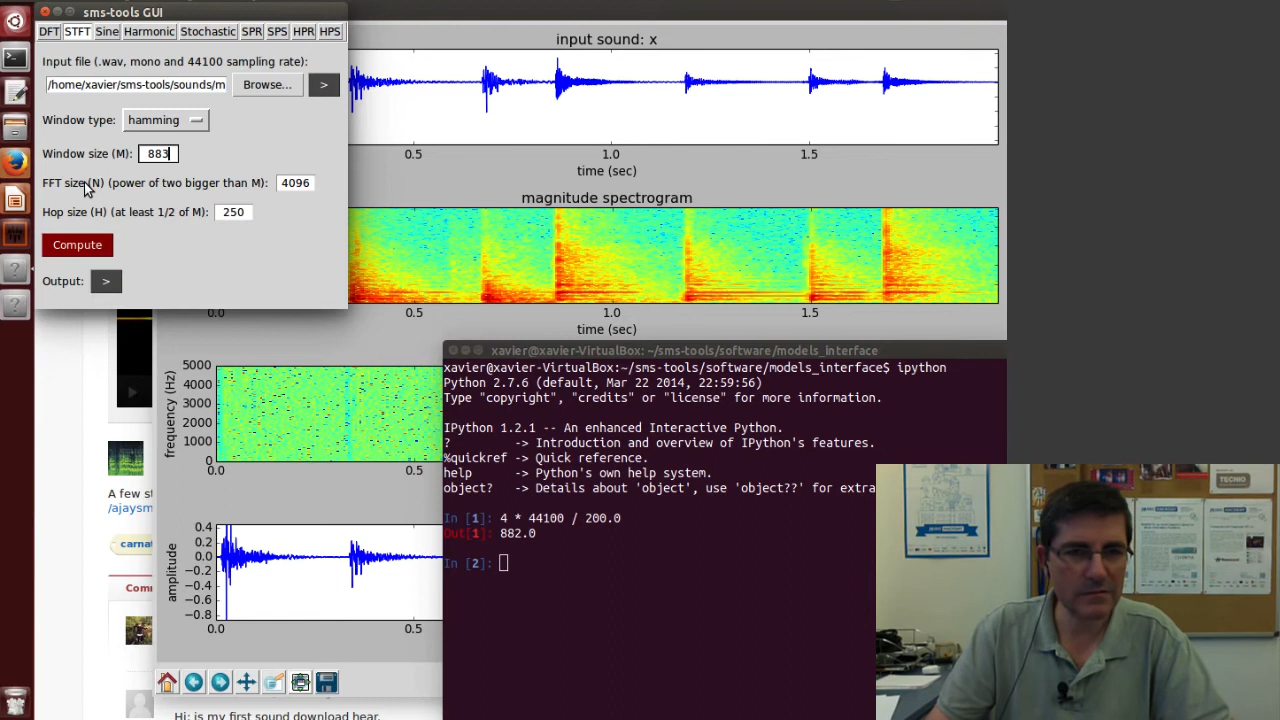 sms-tools GUI
DFT STFT Sine Harmonic Stochastic SPR SPS HPR HPS
Input file (.wav, mono and 44100 sampling rate):
/home/xavier/sms-tools/sounds/m Browse... >
Window type: hamming
Window size (M): 883
FFT size (N) (power of two bigger than M): 4096
Hop size (H) (at least 1/2 of M): 250
Compute
Output: >
input sound: x
0.5 1.0 1.5
time (sec)
magnitude spectrogram
0.5 1.0 1.5
time (sec)
frequency (Hz)
5000
4000
3000
2000
1000
0
0.0 0.5
amplitude
0.4
0.2
0.0
−0.2
−0.4
−0.6
−0.8
0.0 0.5
xavier@xavier-VirtualBox: ~/sms-tools/software/models_interface
xavier@xavier-VirtualBox:~/sms-tools/software/models_interface$ ipython
Python 2.7.6 (default, Mar 22 2014, 22:59:56)
Type "copyright", "credits" or "license" for more information.
IPython 1.2.1 -- An enhanced Interactive Python.
? -> Introduction and overview of IPython's features.
%quickref -> Quick reference.
help -> Python's own help system.
object? -> Details about 'object', use 'object??' for extra
In [1]: 4 * 44100 / 200.0
Out[1]: 882.0
In [2]:
A few st
/ajaysm
carnat
Comm
Hi: is my first sound download hear.
TECNIO